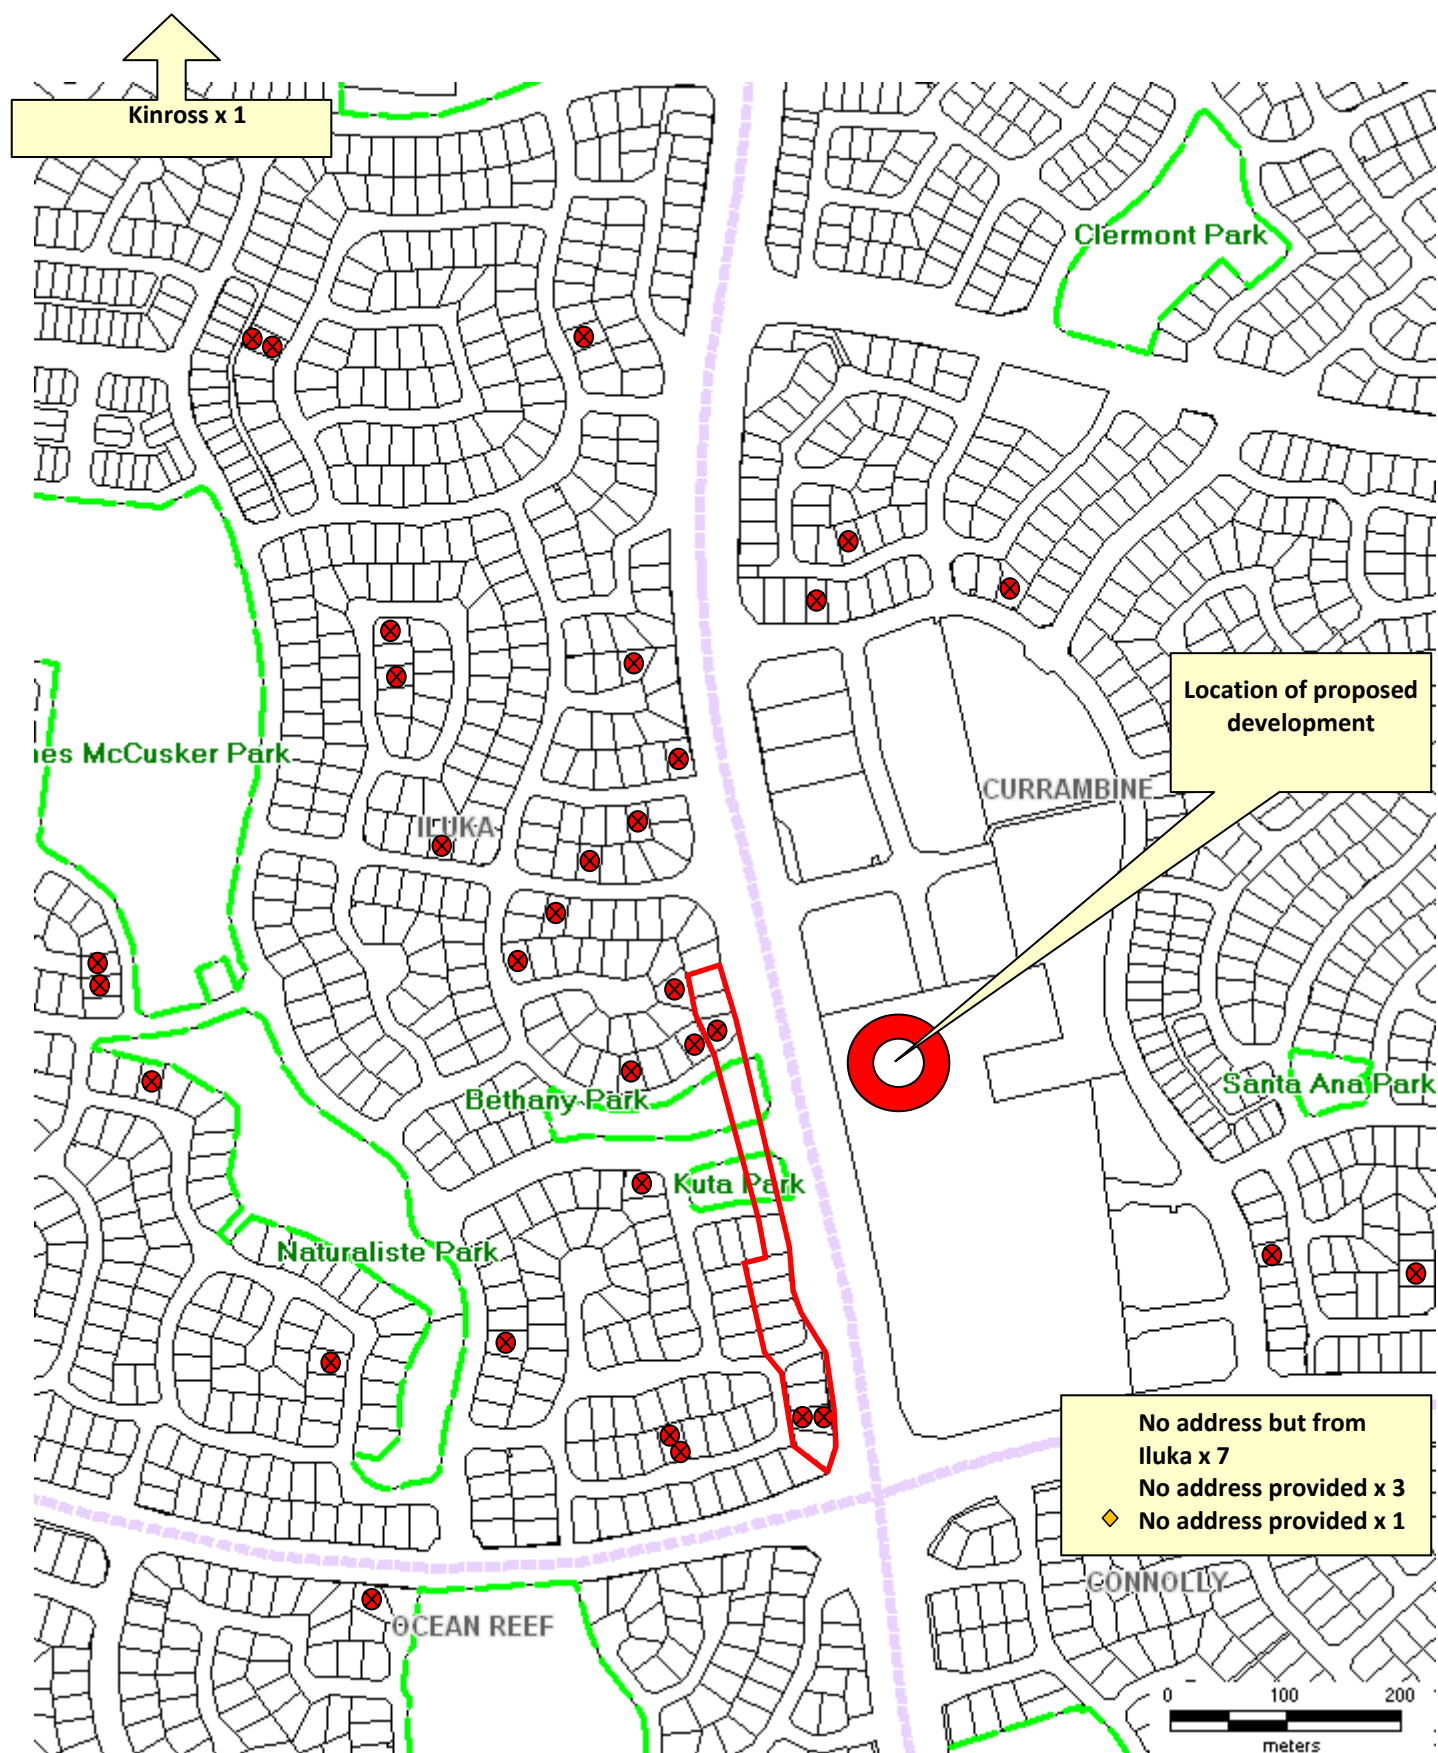 Kinross x 1
Clermont Park
Location of proposed
development
nes McCusker Park
CURRAMBINE
ILUKA
Bethany Park
Santa Ana Park
Kuta Park
Naturaliste Park
No address but from
Iluka x 7
No address provided x 3
No address provided x 1
CONNOLLY
OCEAN REEF
0 100 200
meters